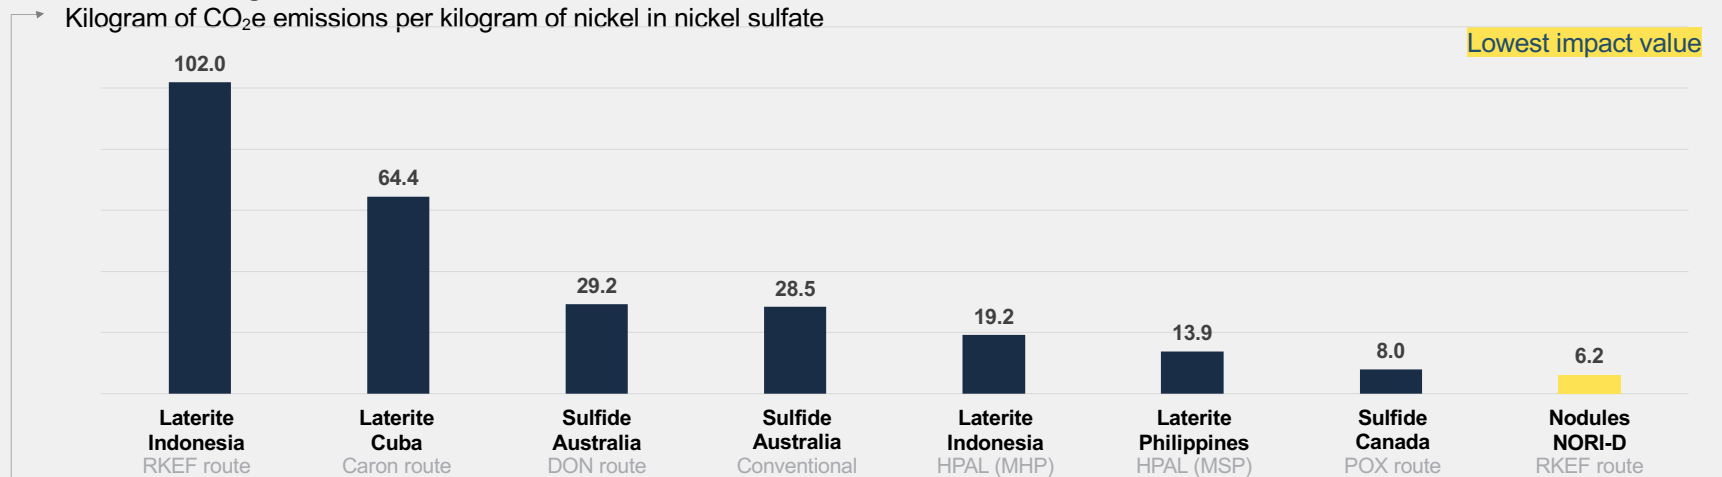 Kilogram of CO₂e emissions per kilogram of nickel in nickel sulfate
Lowest impact value
102.0
64.4
29.2
28.5
19.2
13.9
8.0
6.2
Laterite Indonesia RKEF route
Laterite Cuba Caron route
Sulfide Australia DON route
Sulfide Australia Conventional
Laterite Indonesia HPAL (MHP)
Laterite Philippines HPAL (MSP)
Sulfide Canada POX route
Nodules NORI-D RKEF route